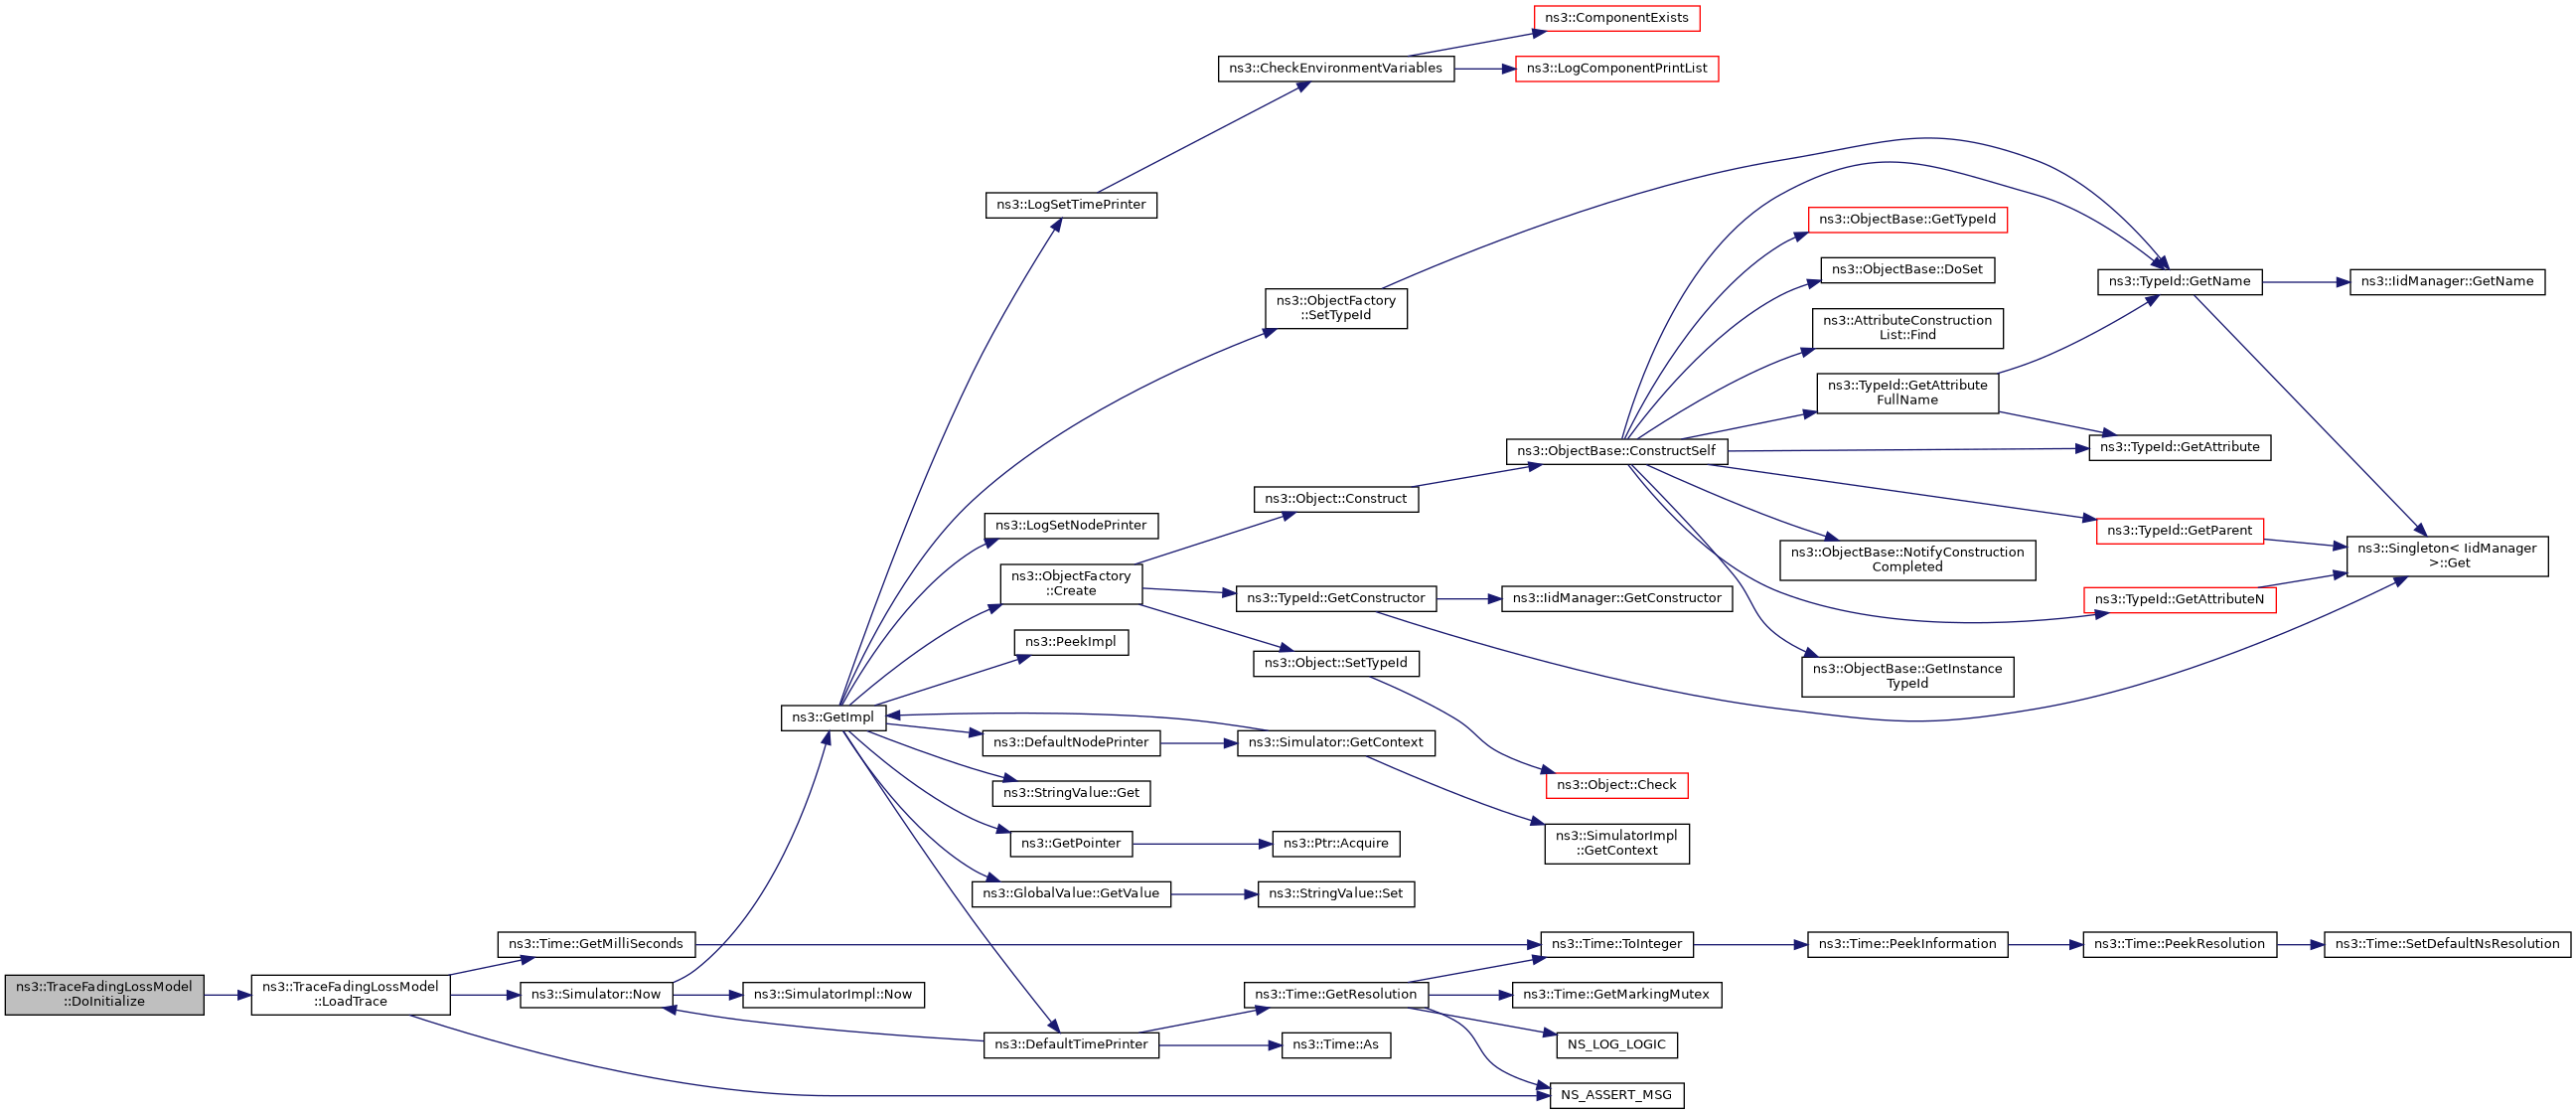 ns3::ComponentExists
ns3::CheckEnvironmentVariables
ns3::LogComponentPrintList
ns3::LogSetTimePrinter
ns3::ObjectBase::GetTypeId
ns3::ObjectBase::DoSet
ns3::TypeId::GetName
ns3::IidManager::GetName
ns3::ObjectFactory
::SetTypeId
ns3::AttributeConstruction
List::Find
ns3::TypeId::GetAttribute
FullName
ns3::ObjectBase::ConstructSelf
ns3::TypeId::GetAttribute
ns3::Object::Construct
ns3::LogSetNodePrinter
ns3::TypeId::GetParent
ns3::ObjectBase::NotifyConstruction
Completed
ns3::Singleton< IidManager
>::Get
ns3::ObjectFactory
::Create
ns3::TypeId::GetConstructor
ns3::IidManager::GetConstructor
ns3::TypeId::GetAttributeN
ns3::PeekImpl
ns3::Object::SetTypeId
ns3::ObjectBase::GetInstance
TypeId
ns3::GetImpl
ns3::DefaultNodePrinter
ns3::Simulator::GetContext
ns3::StringValue::Get
ns3::Object::Check
ns3::GetPointer
ns3::Ptr::Acquire
ns3::SimulatorImpl
::GetContext
ns3::GlobalValue::GetValue
ns3::StringValue::Set
ns3::Time::GetMilliSeconds
ns3::Time::ToInteger
ns3::Time::PeekInformation
ns3::Time::PeekResolution
ns3::Time::SetDefaultNsResolution
ns3::TraceFadingLossModel
::DoInitialize
ns3::TraceFadingLossModel
::LoadTrace
ns3::Simulator::Now
ns3::SimulatorImpl::Now
ns3::Time::GetResolution
ns3::Time::GetMarkingMutex
ns3::DefaultTimePrinter
ns3::Time::As
NS_LOG_LOGIC
NS_ASSERT_MSG